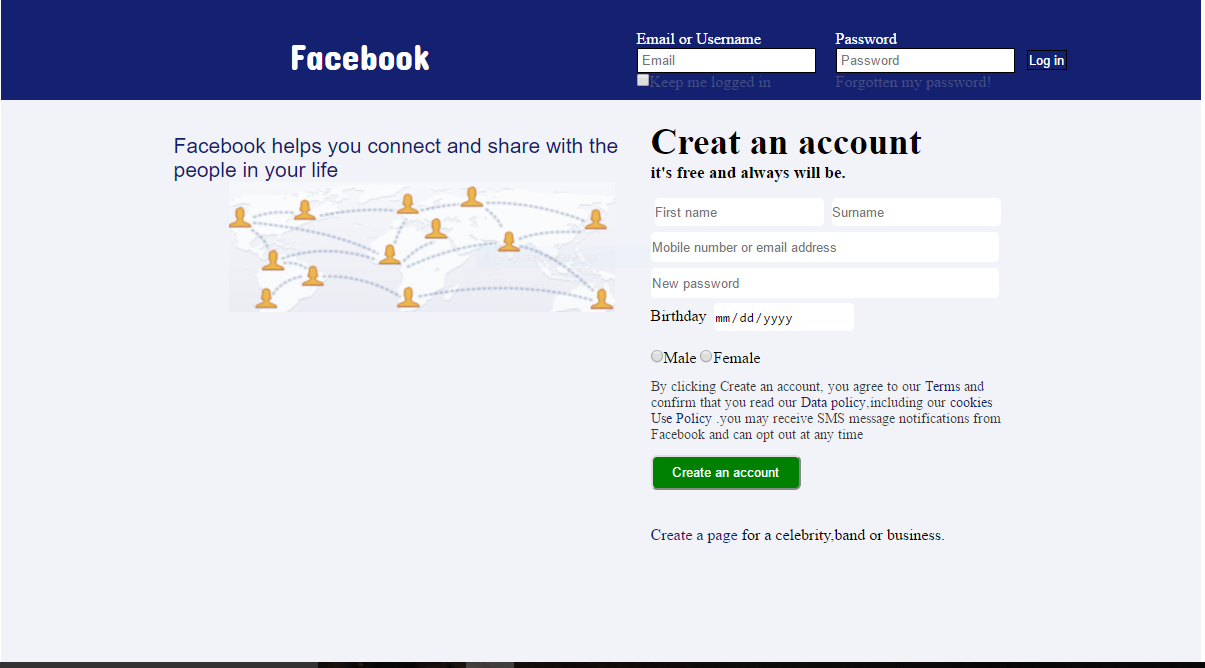 Facebook
Email or Username
Password
Email
Password
Log in
Keep me logged in
Forgotten my password!
Facebook helps you connect and share with the
people in your life
Creat an account
it's free and always will be.
First name
Surname
Mobile number or email address
New password
Birthday mm/dd/yyyy
Male Female
By clicking Create an account, you agree to our Terms and
confirm that you read our Data policy,including our cookies
Use Policy .you may receive SMS message notifications from
Facebook and can opt out at any time
Create an account
Create a page for a celebrity,band or business.